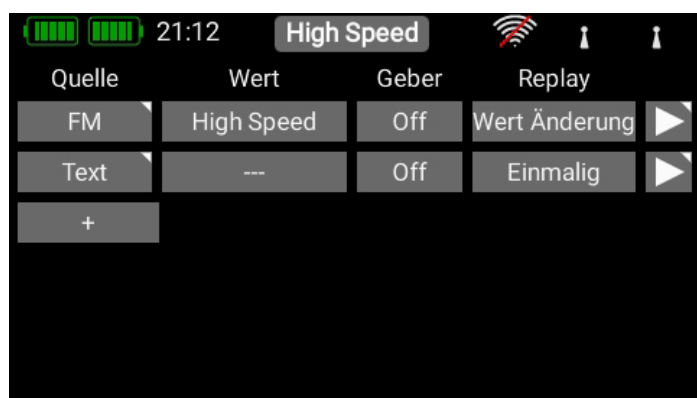 21:12 High Speed
Quelle Wert Geber Replay
FM High Speed Off Wert Änderung
Text --- Off Einmalig
+